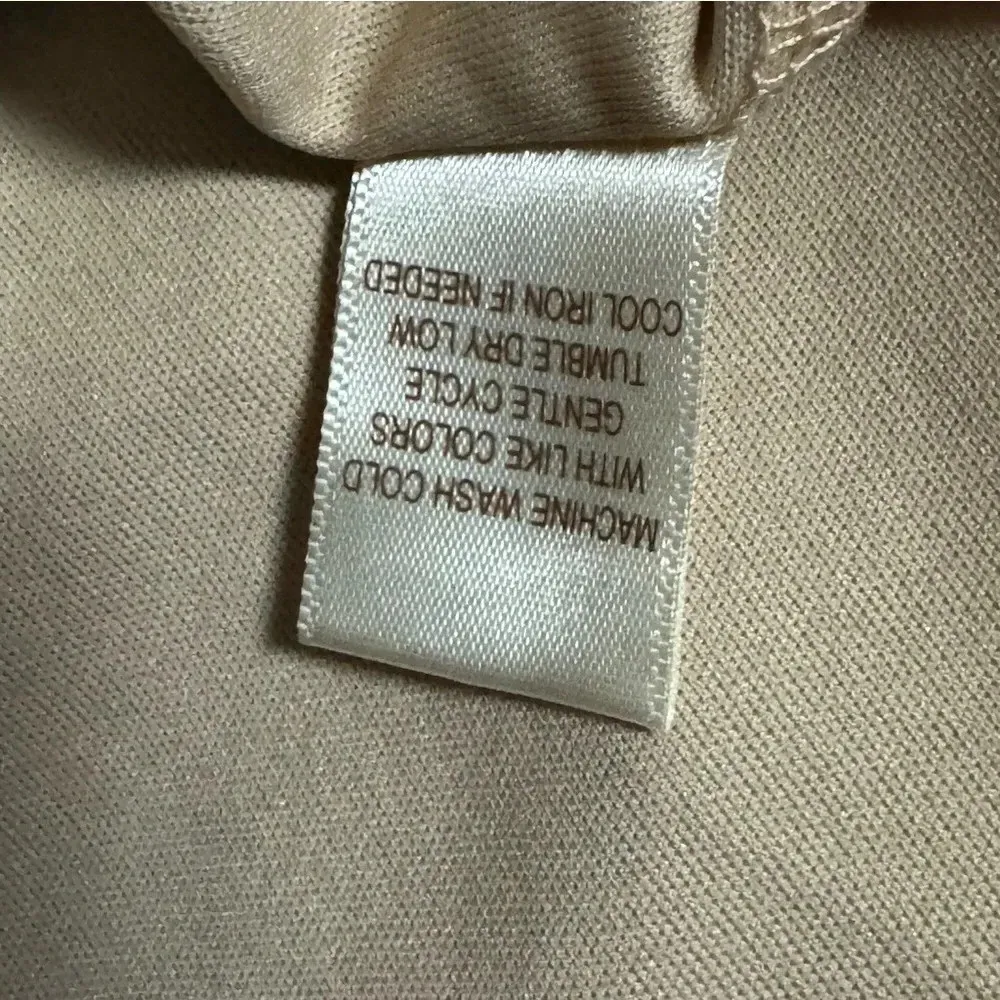 MACHINE WASH COLD
WITH LIKE COLORS
GENTLE CYCLE
TUMBLE DRY LOW
COOL IRON IF NEEDED